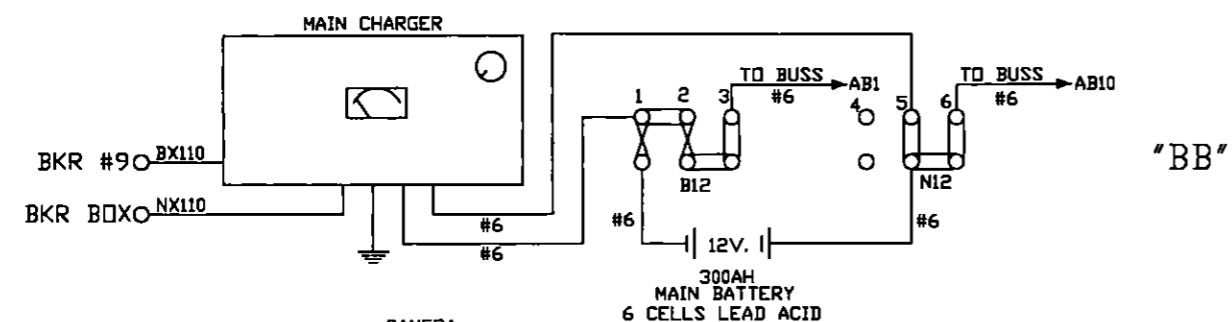 MAIN CHARGER
TO BUSS AB1
#6
TO BUSS AB10
#6
1 2 3 4 5 6
BKR #9 BX110
"BB"
B12
N12
BKR BOX NX110
#6
#6
#6
#6
12V.
300AH
MAIN BATTERY
6 CELLS LEAD ACID